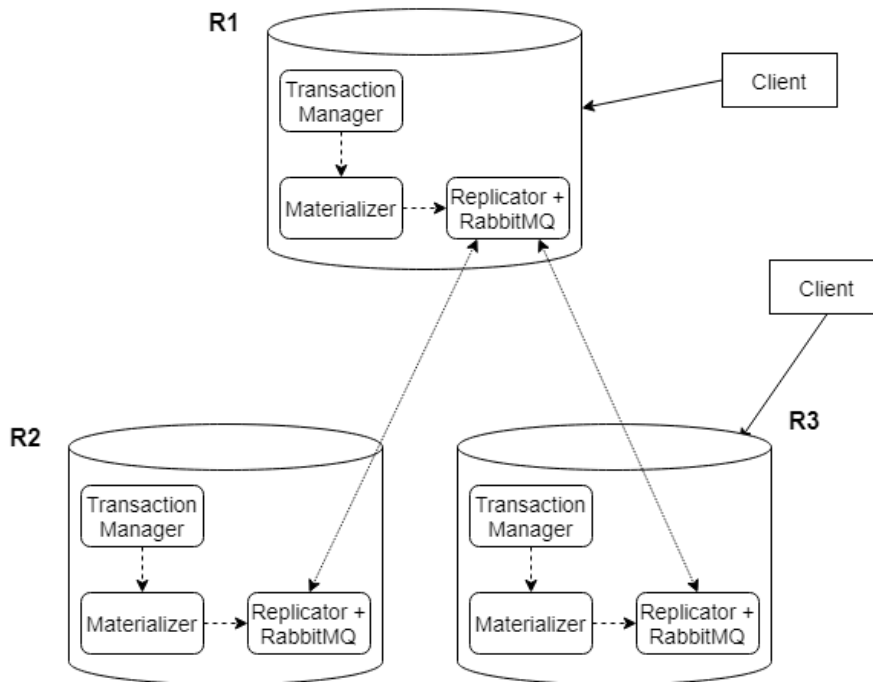 R1
Client
Transaction
Manager
Materializer
Replicator +
RabbitMQ
Client
R2
R3
Transaction
Manager
Materializer
Replicator +
RabbitMQ
Transaction
Manager
Materializer
Replicator +
RabbitMQ